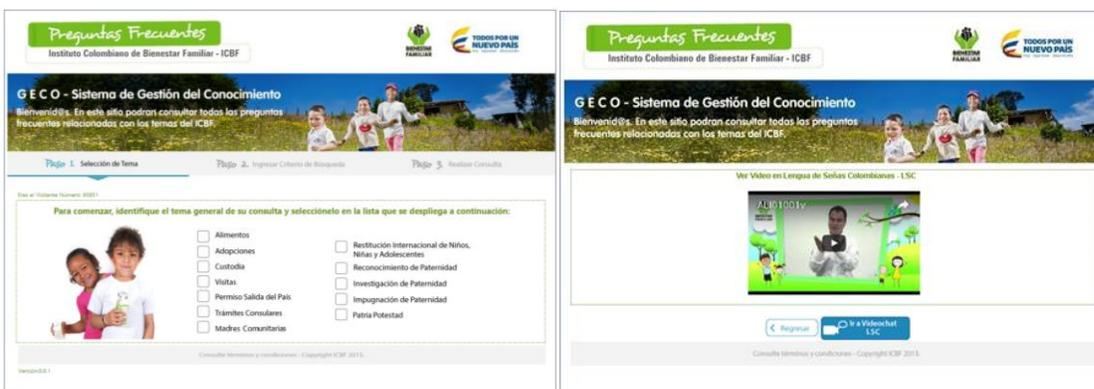 Preguntas Frecuentes
Instituto Colombiano de Bienestar Familiar - ICBF
BIENESTAR
FAMILIAR
TODOS POR UN
NUEVO PAÍS
G E C O - Sistema de Gestión del Conocimiento
Bienvenid@s. En este sitio podran consultar todas las preguntas
frecuentes relacionadas con los temas del ICBF.
Paso 1. Selección de Tema
Paso 2. Ingresar Criterio de Búsqueda
Paso 3. Realizar Consulta
Para comenzar, identifique el tema general de su consulta y selecciónelo en la lista que se despliega a continuación:
Alimentos
Adopciones
Custodia
Visitas
Permiso Salida del País
Trámites Consulares
Madres Comunitarias
Restitución Internacional de Niños,
Niñas y Adolescentes
Reconocimiento de Paternidad
Investigación de Paternidad
Impugnación de Paternidad
Patria Potestad
Consulte términos y condiciones - Copyright ICBF 2015.
Preguntas Frecuentes
Instituto Colombiano de Bienestar Familiar - ICBF
BIENESTAR
FAMILIAR
TODOS POR UN
NUEVO PAÍS
G E C O - Sistema de Gestión del Conocimiento
Bienvenid@s. En este sitio podran consultar todas las preguntas
frecuentes relacionadas con los temas del ICBF.
Ver Video en Lengua de Señas Colombianas - LSC
ALI01001v
Regresar
Ir a Videochat
LSC
Consulte términos y condiciones - Copyright ICBF 2015.